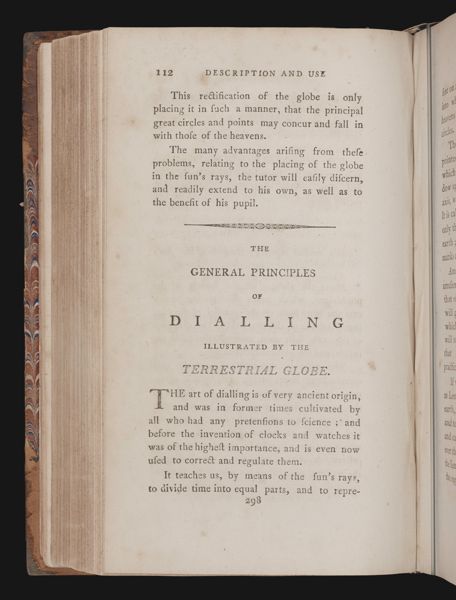 112 DESCRIPTION AND USE
This rectification of the globe is only
placing it in ſuch a manner, that the principal
great circles and points may concur and fall in
with thoſe of the heavens.
The many advantages ariſing from theſe
problems, relating to the placing of the globe
in the ſun's rays, the tutor will eaſily diſcern,
and readily extend to his own, as well as to
the benefit of his pupil.
THE
GENERAL PRINCIPLES
OF
DIALLING
ILLUSTRATED BY THE
TERRESTRIAL GLOBE.
THE art of dialling is of very ancient origin,
and was in former times cultivated by
all who had any pretenſions to ſcience; and
before the invention of clocks and watches it
was of the higheſt importance, and is even now
uſed to correct and regulate them.
It teaches us, by means of the ſun's rays,
to divide time into equal parts, and to repre-
298